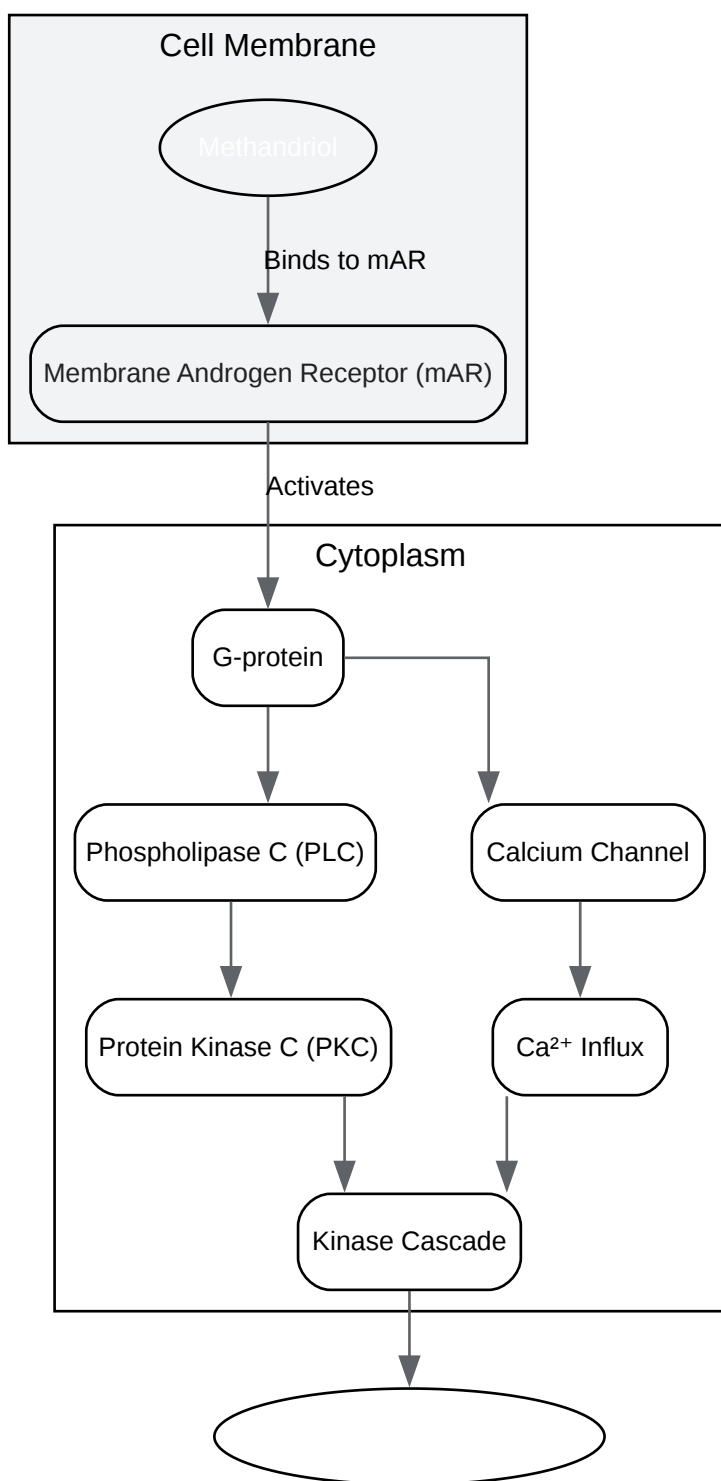 Cell Membrane
Methandriol
Binds to mAR
Membrane Androgen Receptor (mAR)
Activates
Cytoplasm
G-protein
Phospholipase C (PLC)
Calcium Channel
Protein Kinase C (PKC)
Ca²⁺ Influx
Kinase Cascade